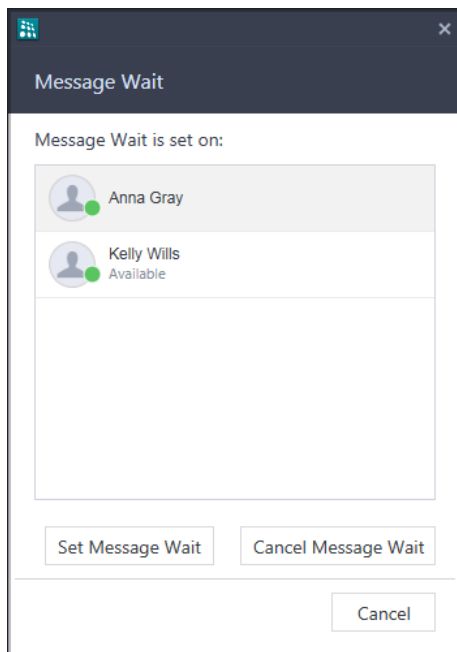 Message Wait
Message Wait is set on:
Anna Gray
Kelly Wills
Available
Set Message Wait
Cancel Message Wait
Cancel